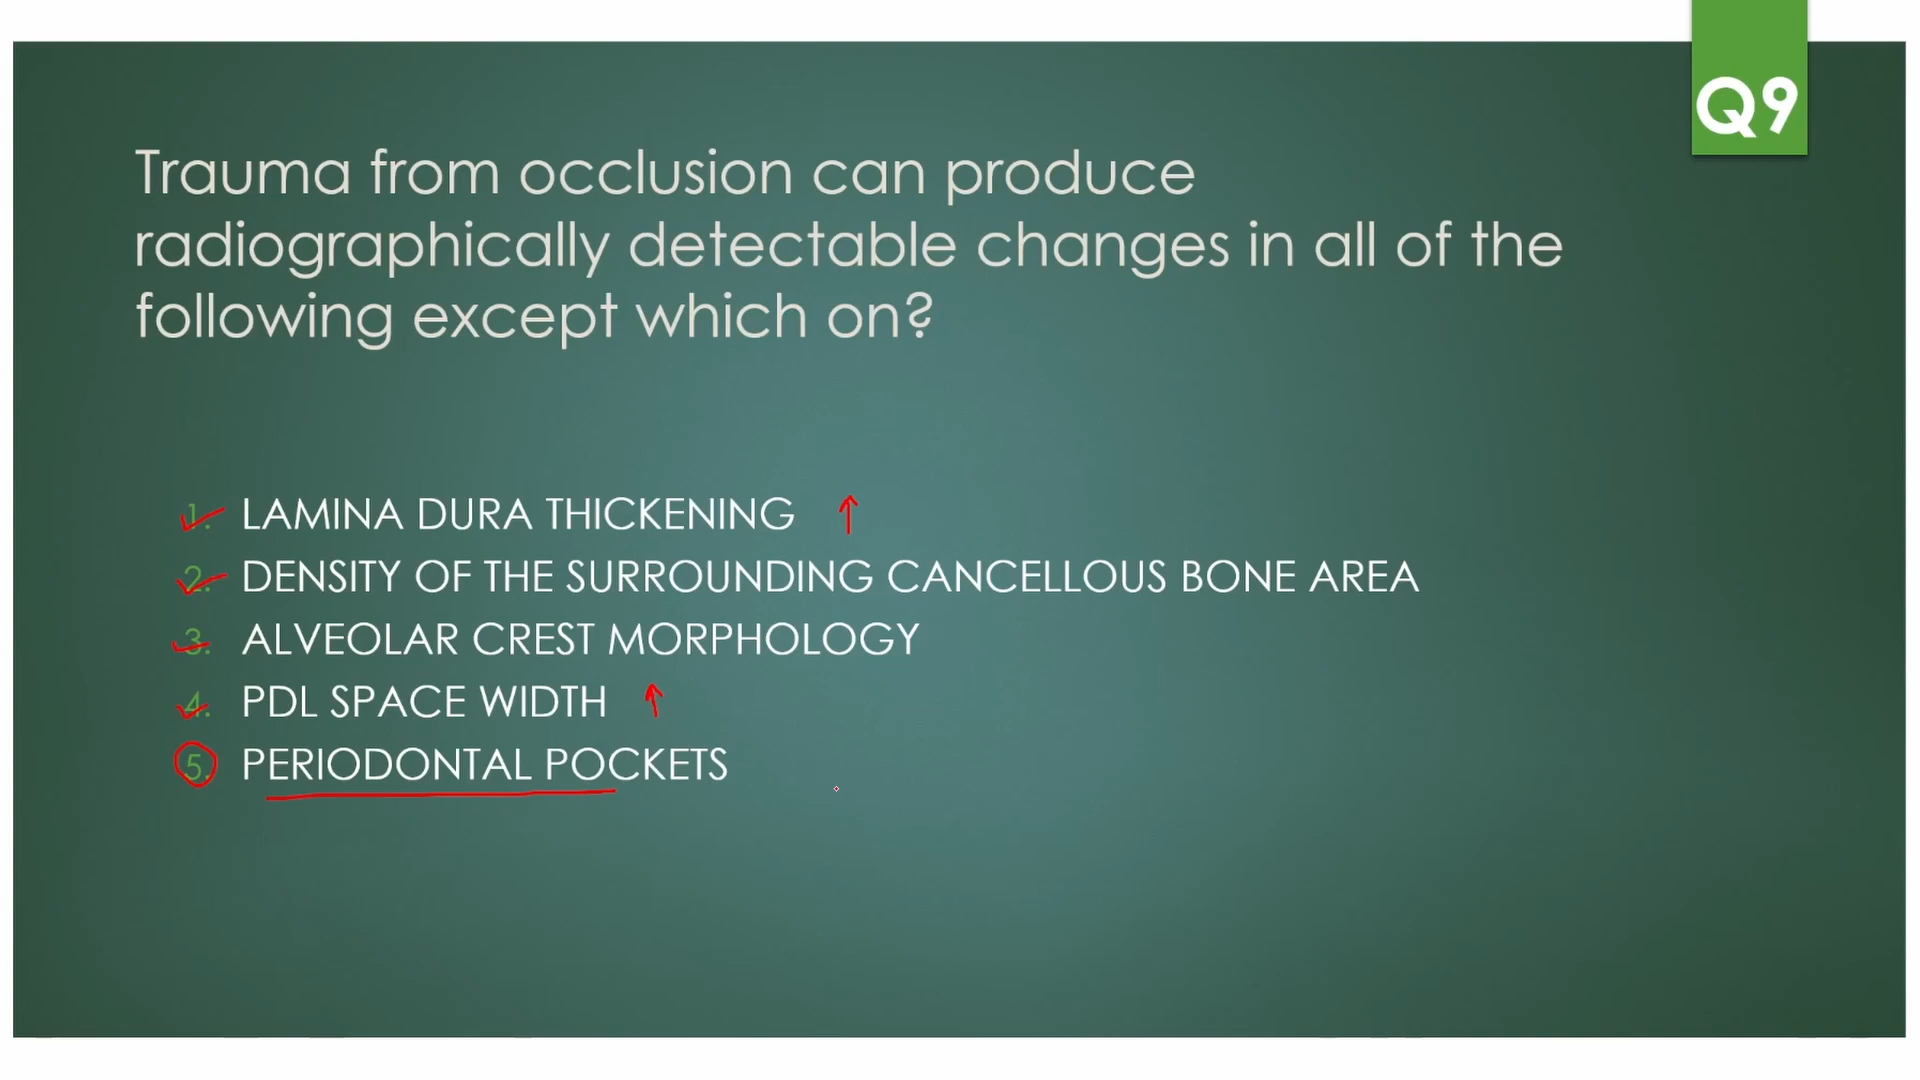 Q9
Trauma from occlusion can produce
radiographically detectable changes in all of the
following except which on?
1. LAMINA DURA THICKENING ↑
2. DENSITY OF THE SURROUNDING CANCELLOUS BONE AREA
3. ALVEOLAR CREST MORPHOLOGY
4. PDL SPACE WIDTH ↑
5. PERIODONTAL POCKETS